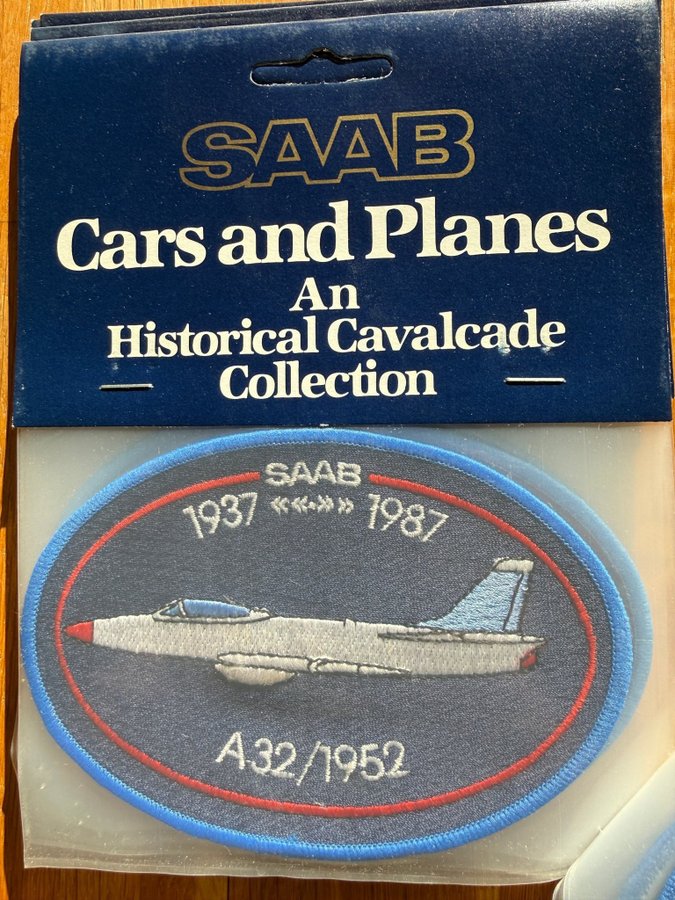 SAAB
Cars and Planes
An
Historical Cavalcade
Collection
SAAB
1937 «‹•›» 1987
A32/1952